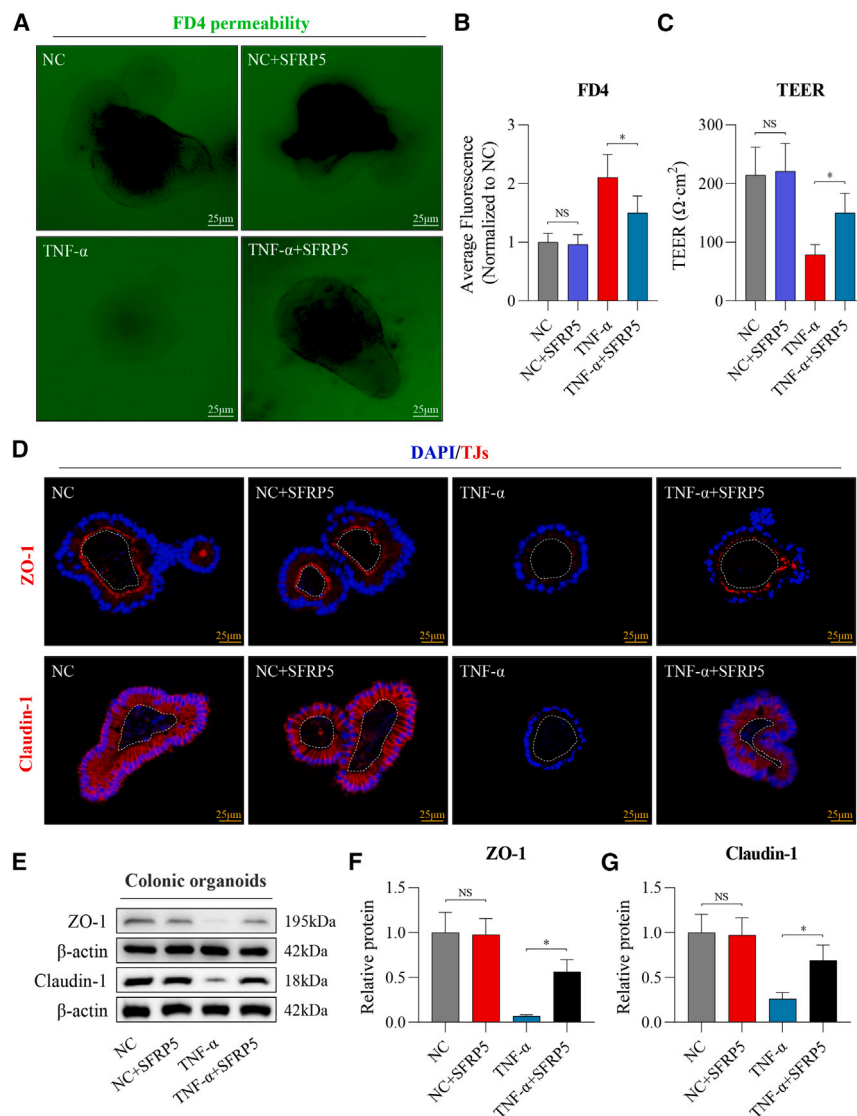 A
FD4 permeability
NC
25μm
NC+SFRP5
25μm
TNF-α
25μm
TNF-α+SFRP5
25μm
B
FD4
Average Fluorescence
(Normalized to NC)
3
2
1
0
NS
*
NC
NC+SFRP5
TNF-α
TNF-α+SFRP5
C
TEER
TEER (Ω·cm²)
300
200
100
0
NS
*
NC
NC+SFRP5
TNF-α
TNF-α+SFRP5
D
DAPI/TJs
ZO-1
NC
25μm
NC+SFRP5
25μm
TNF-α
25μm
TNF-α+SFRP5
25μm
Claudin-1
NC
25μm
NC+SFRP5
25μm
TNF-α
25μm
TNF-α+SFRP5
25μm
E
Colonic organoids
ZO-1 195kDa
β-actin 42kDa
Claudin-1 18kDa
β-actin 42kDa
NC
NC+SFRP5
TNF-α
TNF-α+SFRP5
F
ZO-1
Relative protein
1.5
1.0
0.5
0.0
NS
*
NC
NC+SFRP5
TNF-α
TNF-α+SFRP5
G
Claudin-1
Relative protein
1.5
1.0
0.5
0.0
NS
*
NC
NC+SFRP5
TNF-α
TNF-α+SFRP5